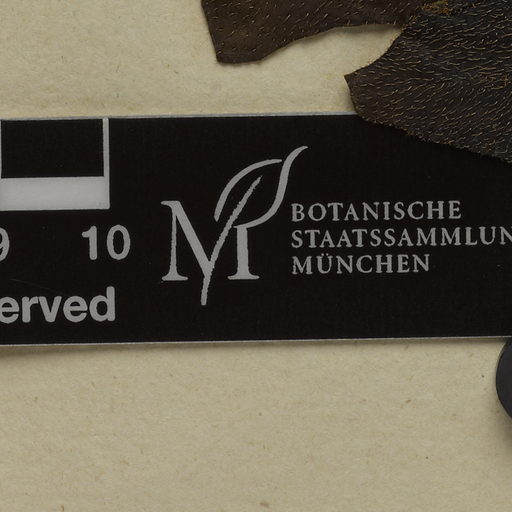 9 10
erved
BOTANISCHE
STAATSSAMMLUN
MÜNCHEN